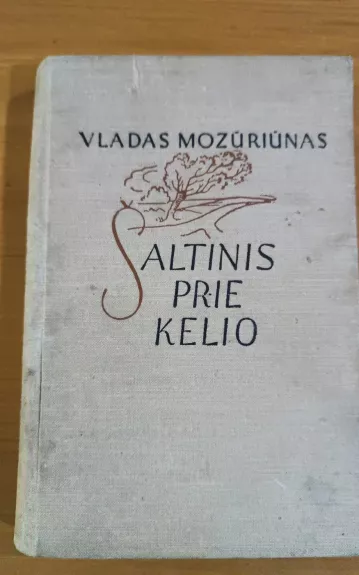 VLADAS MOZŪRIŪNAS
ŠALTINIS
PRIE
KELIO